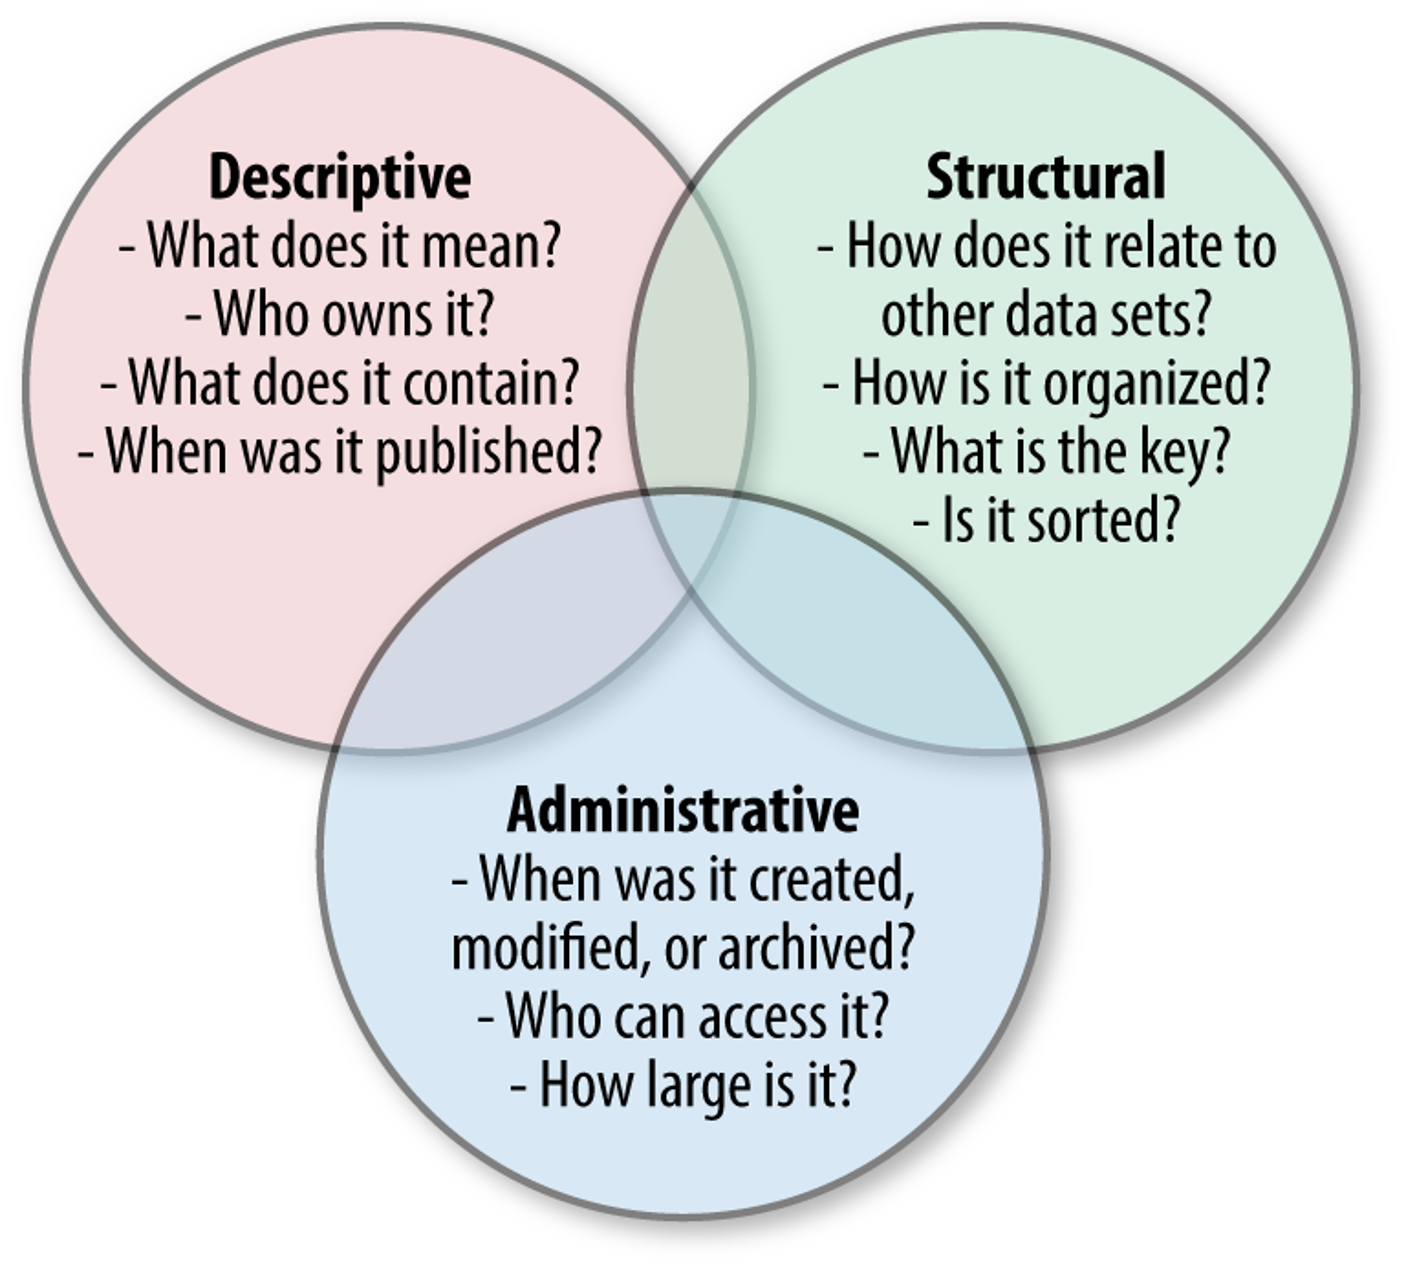 Descriptive
- What does it mean?
- Who owns it?
- What does it contain?
- When was it published?
Structural
- How does it relate to
other data sets?
- How is it organized?
- What is the key?
- Is it sorted?
Administrative
- When was it created,
modified, or archived?
- Who can access it?
- How large is it?